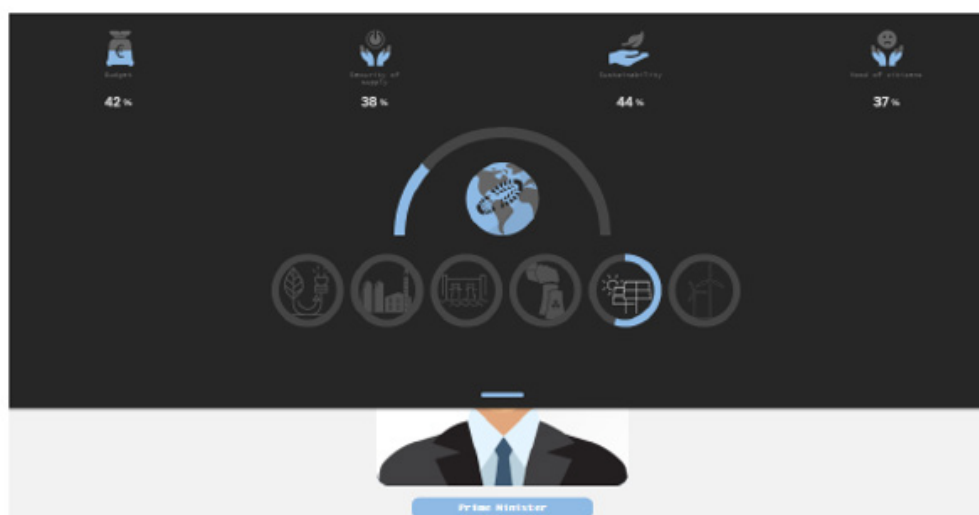 Budget
Security of
supply
Sustainability
Mood of citizens
42 %
38 %
44 %
37 %
Prime Minister